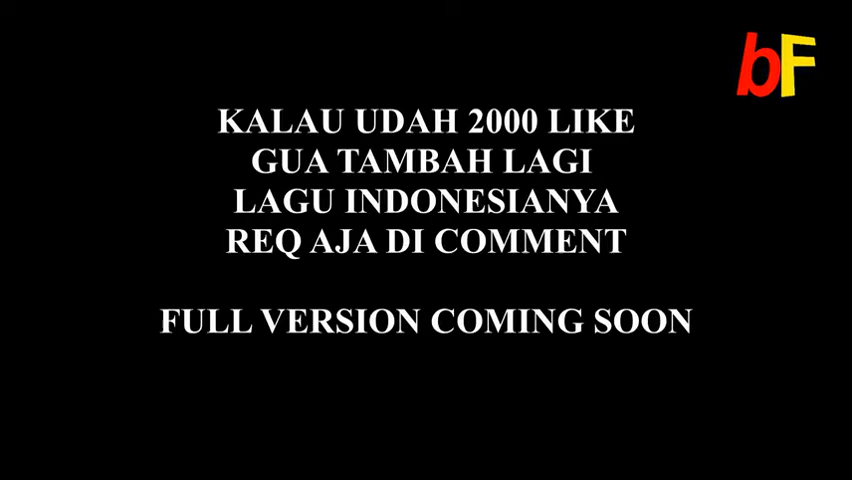 bF
KALAU UDAH 2000 LIKE
GUA TAMBAH LAGI
LAGU INDONESIANYA
REQ AJA DI COMMENT
FULL VERSION COMING SOON